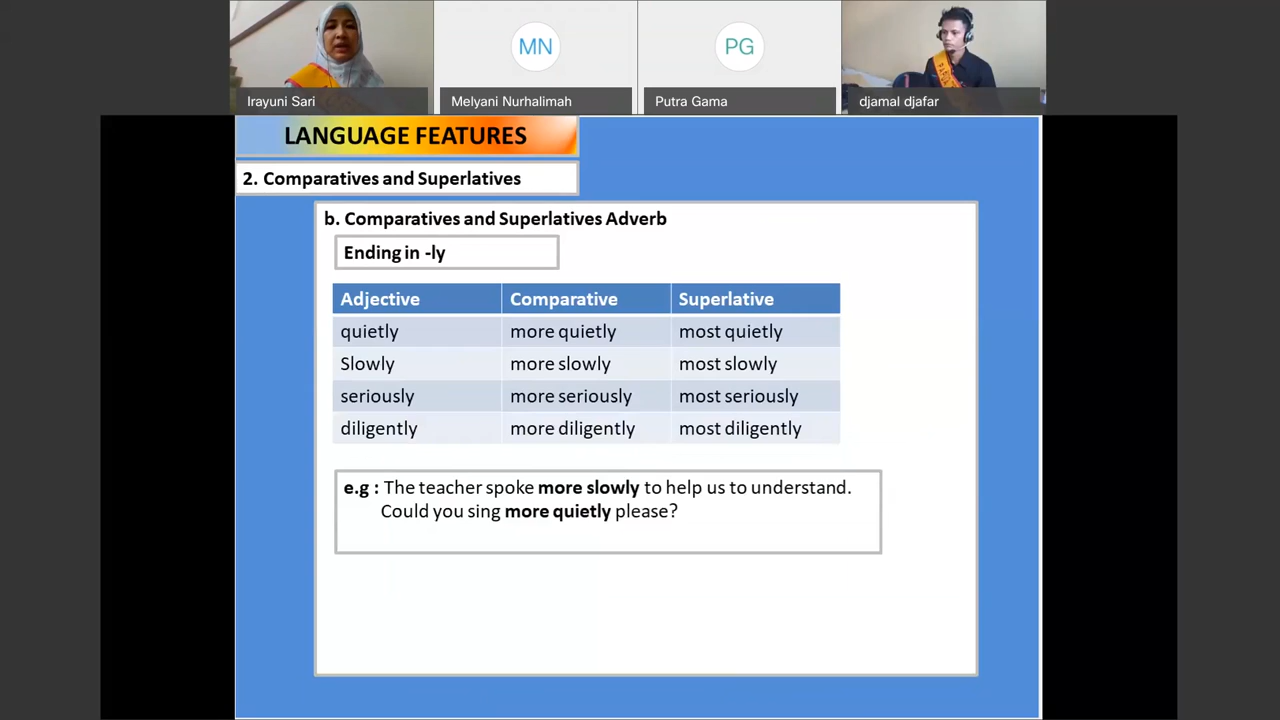 MN
PG
Irayuni Sari
Melyani Nurhalimah
Putra Gama
djamal djafar
LANGUAGE FEATURES
2. Comparatives and Superlatives
b. Comparatives and Superlatives Adverb
Ending in -ly
Adjective Comparative Superlative
quietly more quietly most quietly
Slowly more slowly most slowly
seriously more seriously most seriously
diligently more diligently most diligently
e.g : The teacher spoke more slowly to help us to understand.
Could you sing more quietly please?